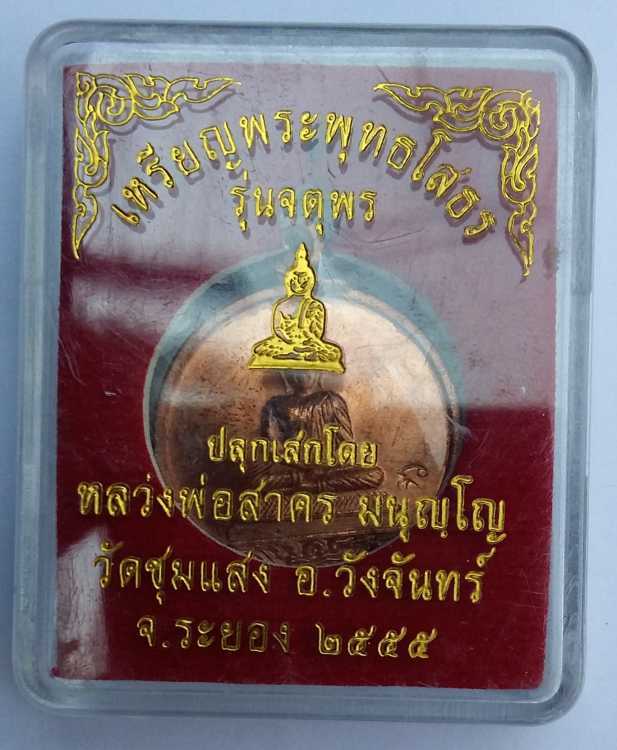 เหรียญพระพุทธโสธร
รุ่นจตุพร
ปลุกเสกโดย
หลวงพ่อสาคร มนุญฺโญ
วัดชุมแสง อ.วังจันทร์
จ.ระยอง ๒๕๕๕